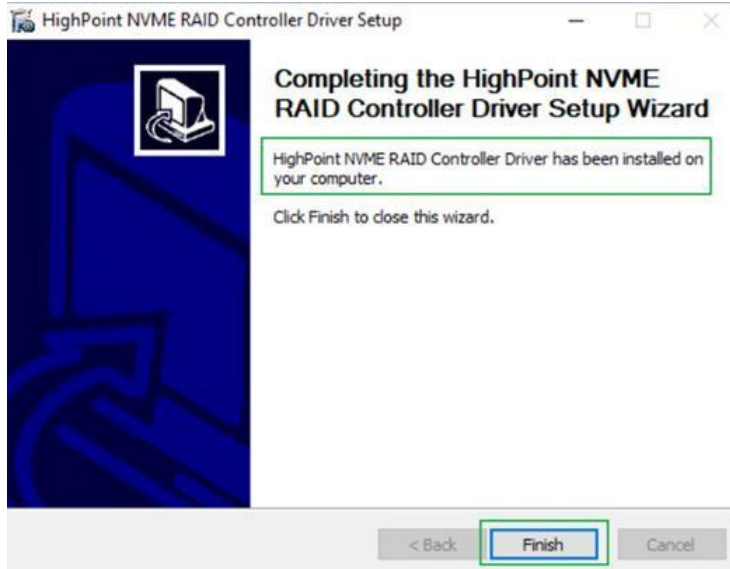 HighPoint NVME RAID Controller Driver Setup
Completing the HighPoint NVME
RAID Controller Driver Setup Wizard
HighPoint NVME RAID Controller Driver has been installed on
your computer.
Click Finish to close this wizard.
< Back
Finish
Cancel